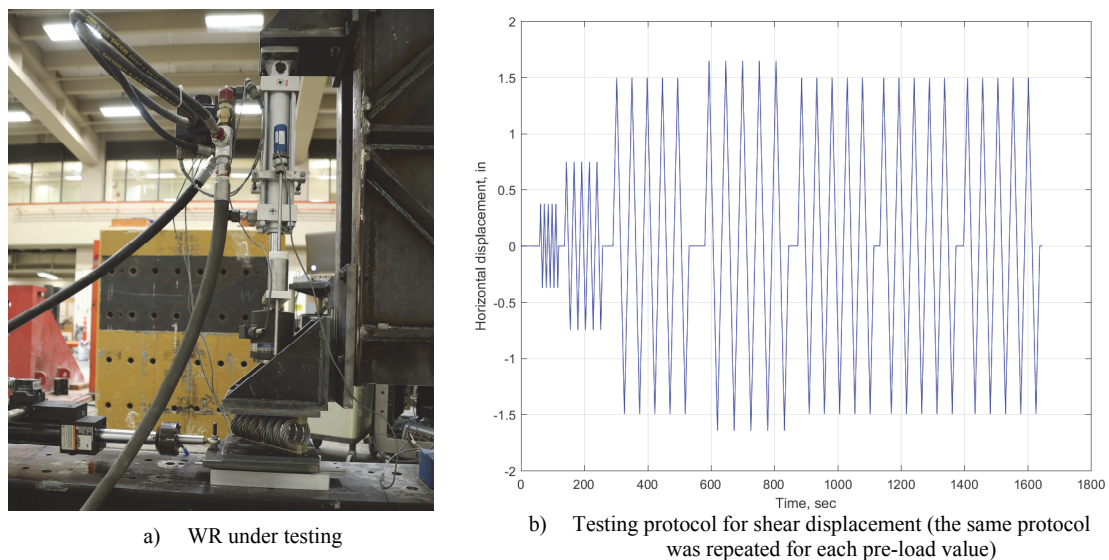 2
1.5
1
0.5
0
-0.5
-1
-1.5
-2
Horizontal displacement, in
0 200 400 600 800 1000 1200 1400 1600 1800
Time, sec
a) WR under testing
b) Testing protocol for shear displacement (the same protocol
was repeated for each pre-load value)